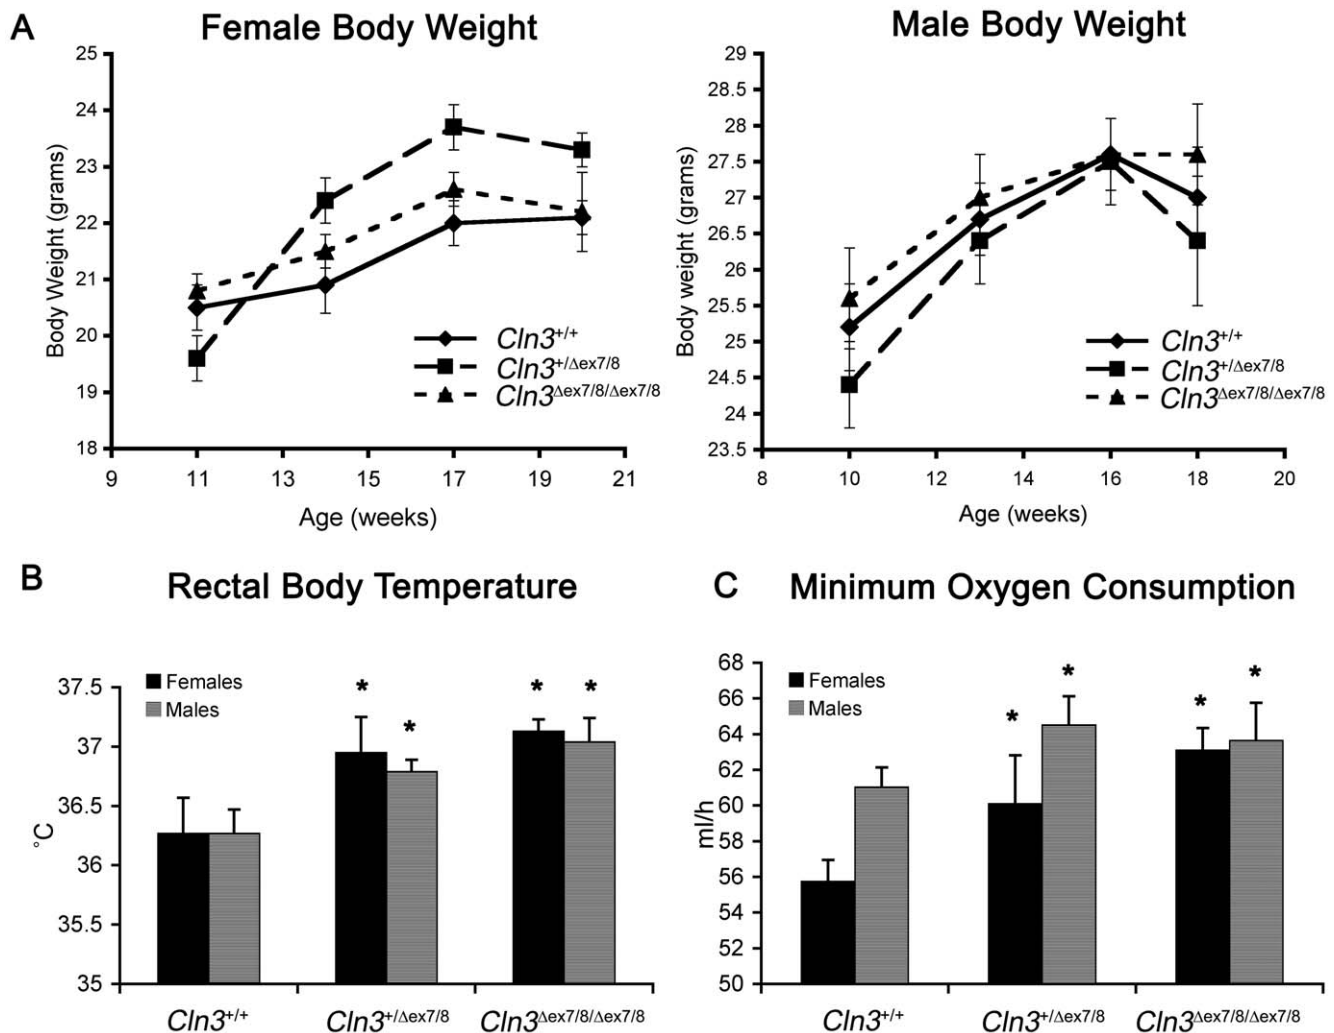 A
Female Body Weight
25
24
23
22
21
20
19
18
9
11
13
15
17
19
21
Body Weight (grams)
Age (weeks)
Cln3+/+
Cln3+/Δex7/8
Cln3Δex7/8/Δex7/8
Male Body Weight
29
28.5
28
27.5
27
26.5
26
25.5
25
24.5
24
23.5
8
10
12
14
16
18
20
Body weight (grams)
Age (weeks)
Cln3+/+
Cln3+/Δex7/8
Cln3Δex7/8/Δex7/8
B
Rectal Body Temperature
Females
Males
37.5
37
36.5
36
35.5
35
°C
* * * *
Cln3+/+
Cln3+/Δex7/8
Cln3Δex7/8/Δex7/8
C
Minimum Oxygen Consumption
Females
Males
68
66
64
62
60
58
56
54
52
50
ml/h
* * * *
Cln3+/+
Cln3+/Δex7/8
Cln3Δex7/8/Δex7/8